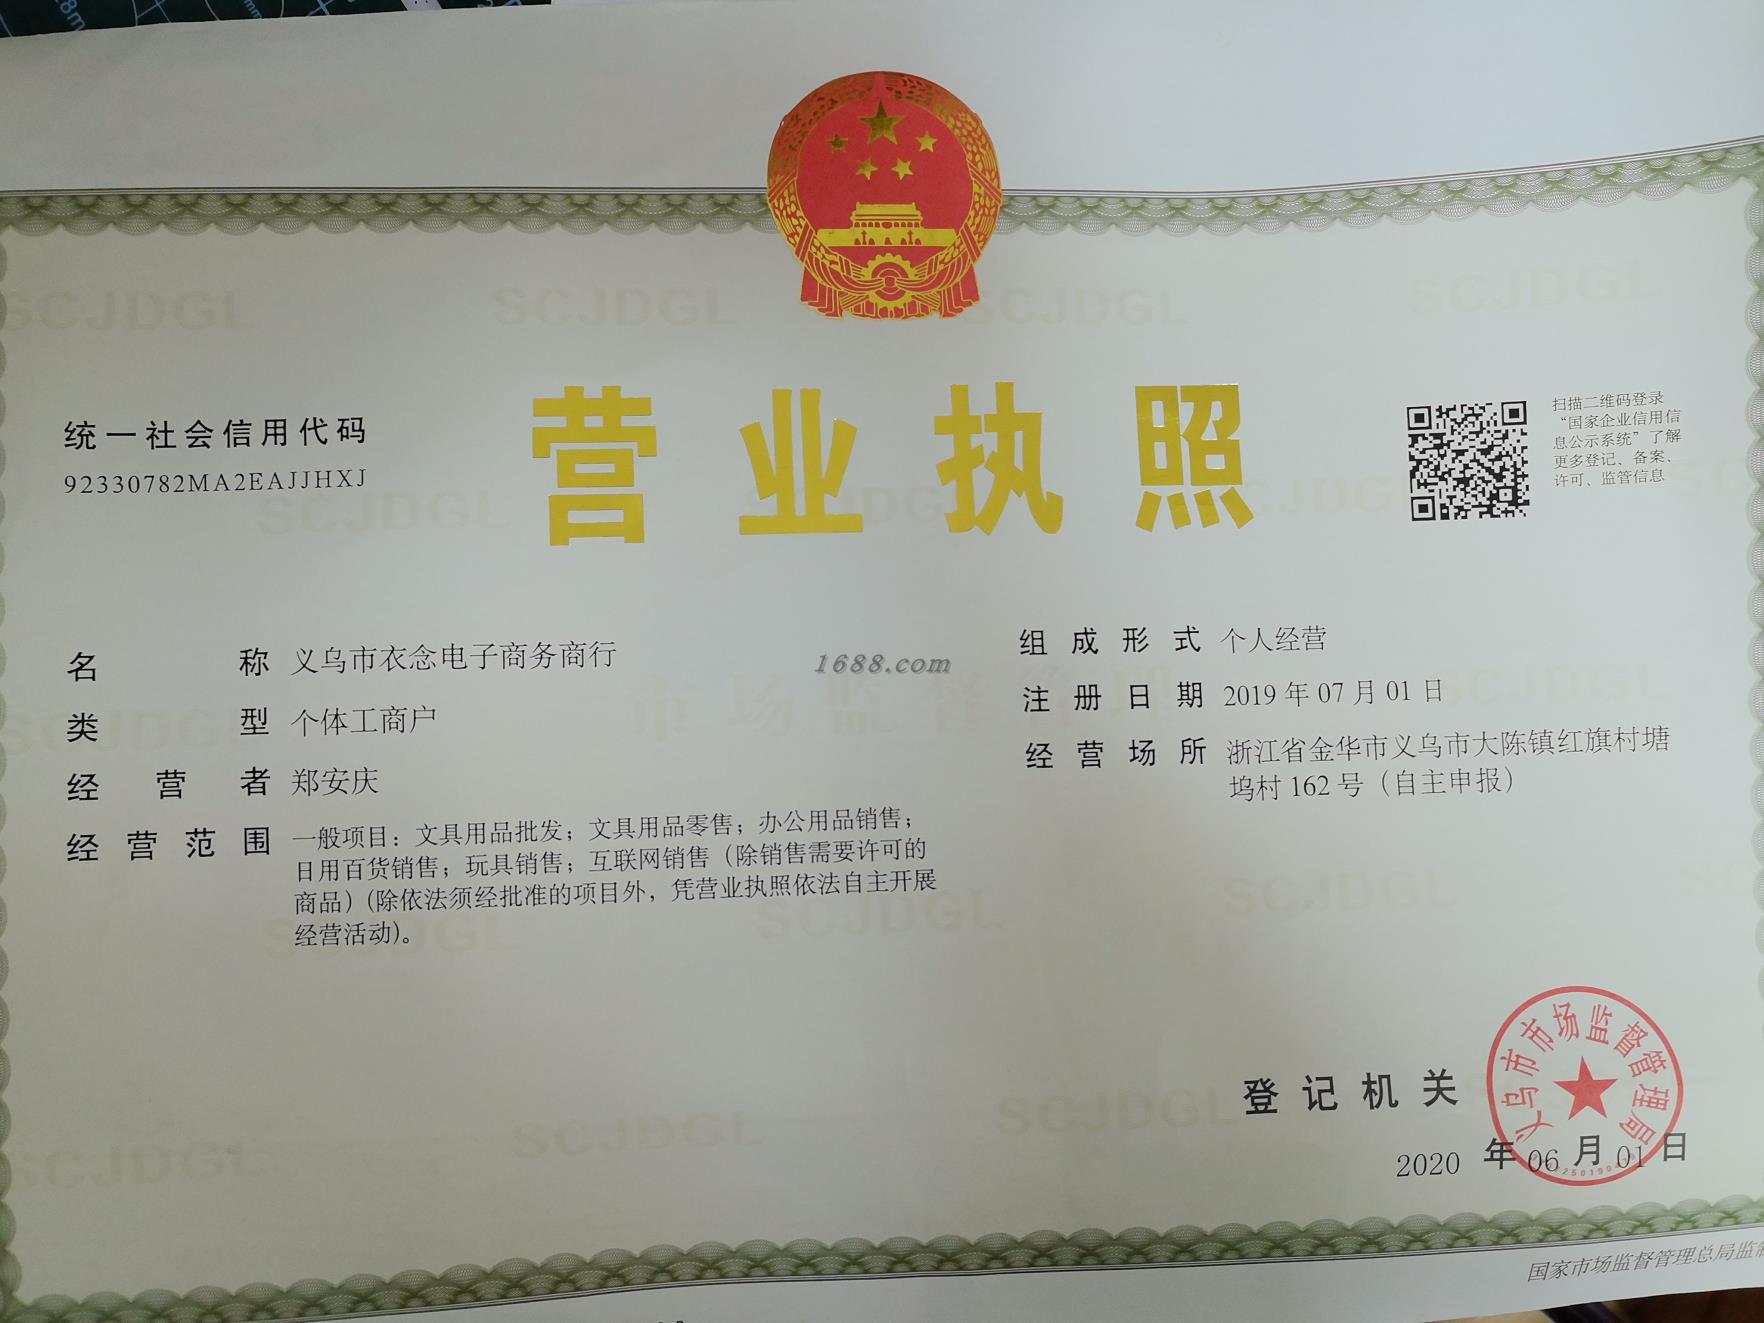 统一社会信用代码
92330782MA2EAJJHXJ
营业执照
扫描二维码登录
“国家企业信用信
息公示系统”了解
更多登记、备案、
许可、监管信息
名称 义乌市衣念电子商务商行
类型 个体工商户
经营者 郑安庆
经营范围 一般项目：文具用品批发；文具用品零售；办公用品销售；
日用百货销售；玩具销售；互联网销售（除销售需要许可的
商品）(除依法须经批准的项目外，凭营业执照依法自主开展
经营活动)。
1688.com
组成形式 个人经营
注册日期 2019年07月01日
经营场所 浙江省金华市义乌市大陈镇红旗村塘
坞村162号（自主申报）
登记机关
义乌市市场监督管理局
2020年06月01日
国家市场监督管理总局监制
SCJDGL
市场监督管理